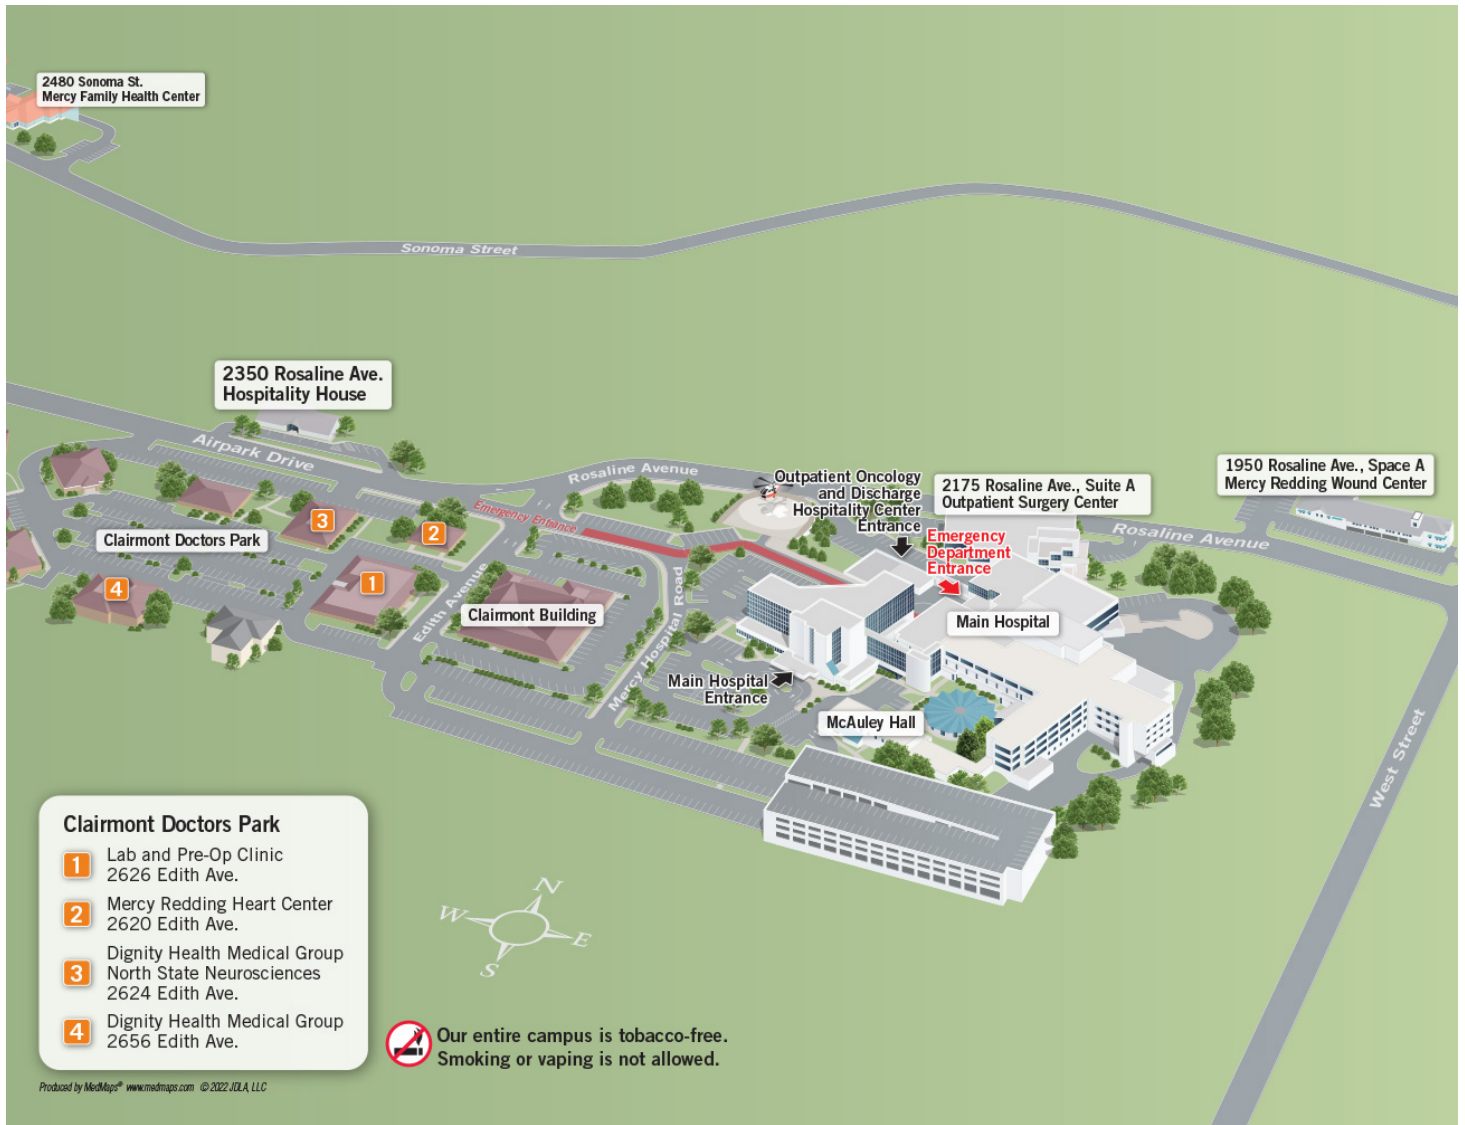 2480 Sonoma St.
Mercy Family Health Center
Sonoma Street
2350 Rosaline Ave.
Hospitality House
Airpark Drive
Rosaline Avenue
Outpatient Oncology
and Discharge
Hospitality Center
Entrance
2175 Rosaline Ave., Suite A
Outpatient Surgery Center
1950 Rosaline Ave., Space A
Mercy Redding Wound Center
Rosaline Avenue
Emergency Entrance
Emergency
Department
Entrance
3
2
Clairmont Doctors Park
1
4
Edith Avenue
Clairmont Building
Mercy Hospital Road
Main Hospital
Main Hospital
Entrance
McAuley Hall
West Street
Clairmont Doctors Park
1
Lab and Pre-Op Clinic
2626 Edith Ave.
2
Mercy Redding Heart Center
2620 Edith Ave.
3
Dignity Health Medical Group
North State Neurosciences
2624 Edith Ave.
4
Dignity Health Medical Group
2656 Edith Ave.
N
W
E
S
Our entire campus is tobacco-free.
Smoking or vaping is not allowed.
Produced by MedMaps® www.medmaps.com © 2022 JDLA, LLC